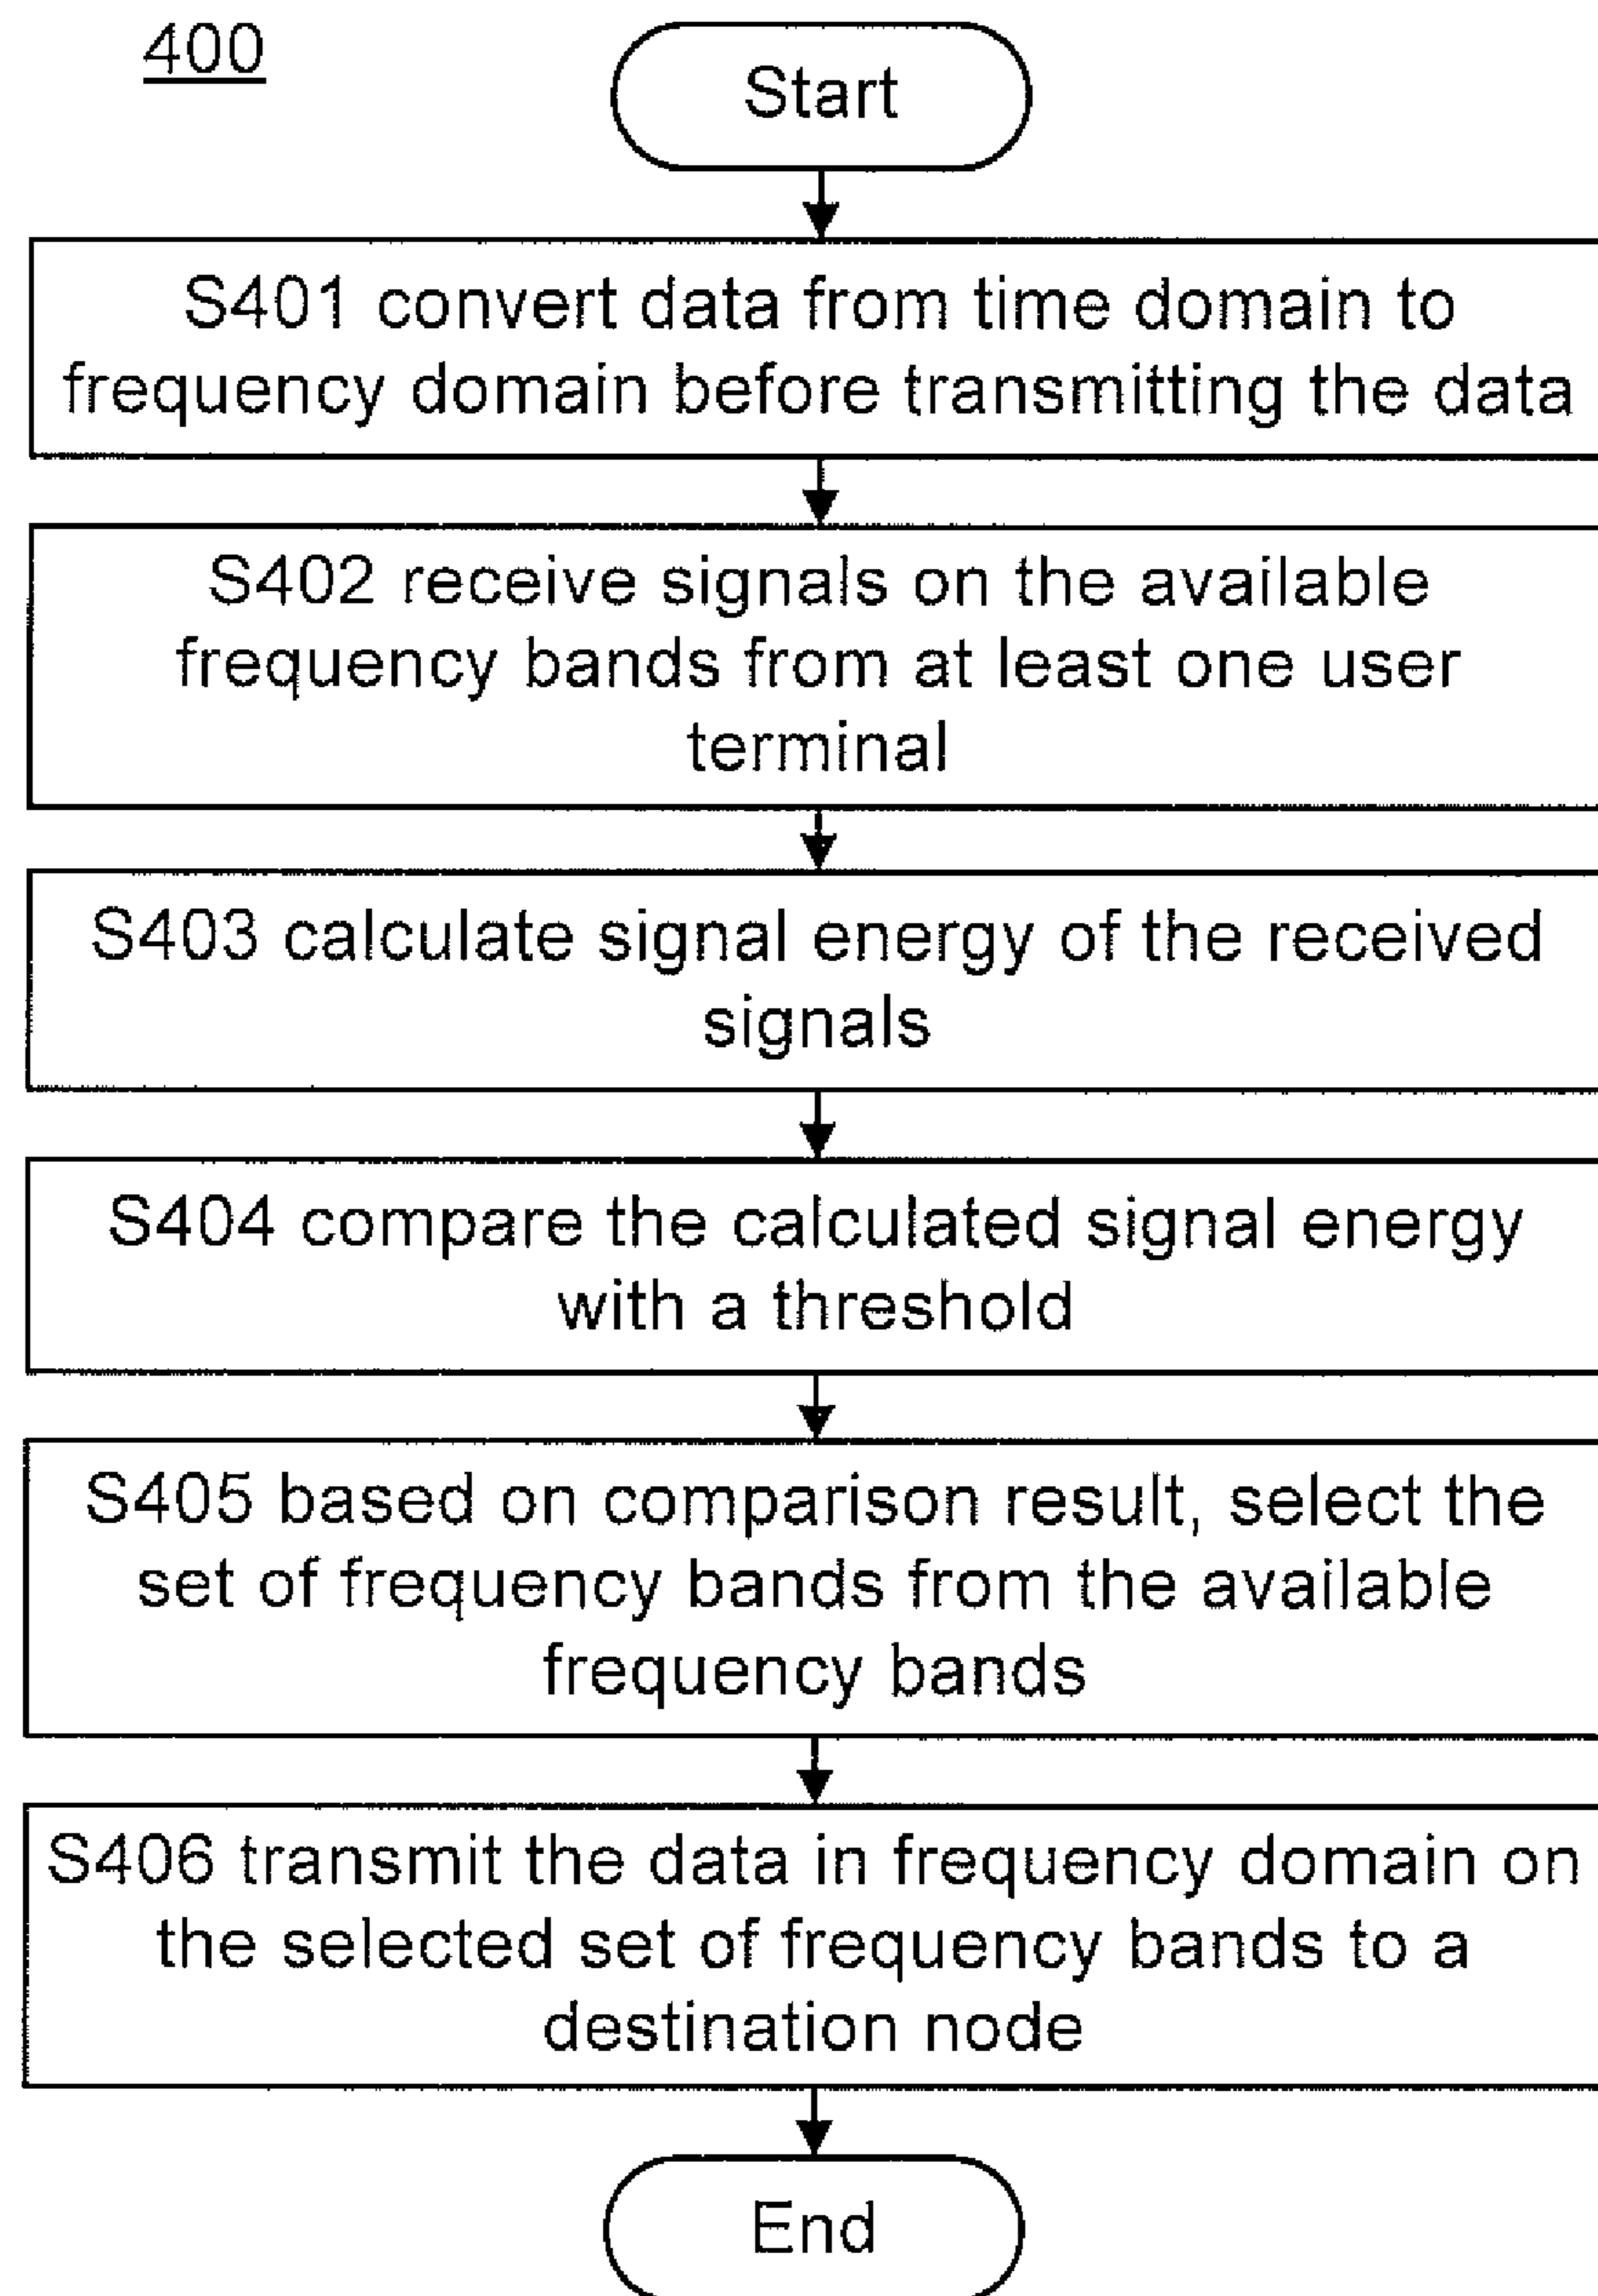 400
Start
S401 convert data from time domain to
frequency domain before transmitting the data
S402 receive signals on the available
frequency bands from at least one user
terminal
S403 calculate signal energy of the received
signals
S404 compare the calculated signal energy
with a threshold
S405 based on comparison result, select the
set of frequency bands from the available
frequency bands
S406 transmit the data in frequency domain on
the selected set of frequency bands to a
destination node
End